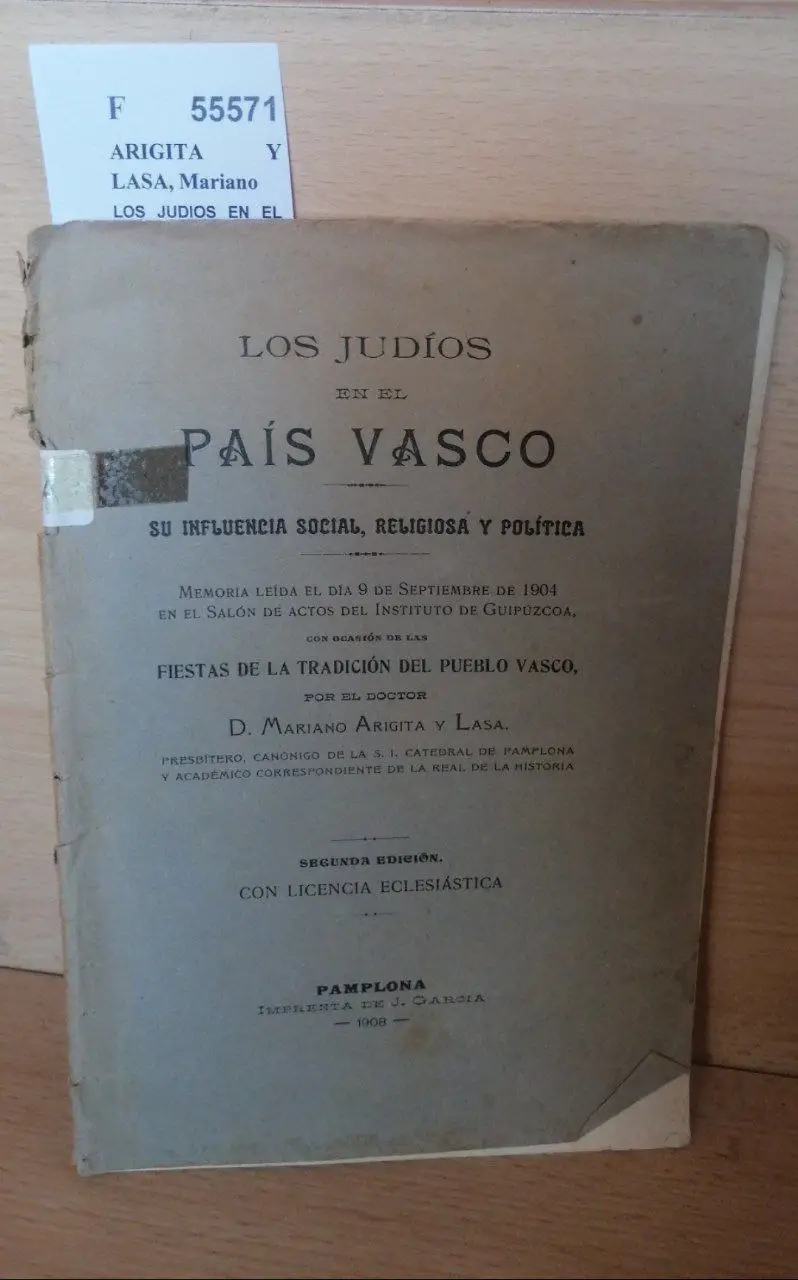 F 55571
ARIGITA Y
LASA, Mariano
LOS JUDIOS EN EL
LOS JUDÍOS
EN EL
PAÍS VASCO
SU INFLUENCIA SOCIAL, RELIGIOSA Y POLÍTICA
MEMORIA LEÍDA EL DÍA 9 DE SEPTIEMBRE DE 1904
EN EL SALÓN DE ACTOS DEL INSTITUTO DE GUIPÚZCOA,
CON OCASIÓN DE LAS
FIESTAS DE LA TRADICIÓN DEL PUEBLO VASCO,
POR EL DOCTOR
D. MARIANO ARIGITA Y LASA.
PRESBÍTERO, CANÓNIGO DE LA S. I. CATEDRAL DE PAMPLONA
Y ACADÉMICO CORRESPONDIENTE DE LA REAL DE LA HISTORIA
SEGUNDA EDICIÓN.
CON LICENCIA ECLESIÁSTICA
PAMPLONA
IMPRENTA DE J. GARCIA
— 1908 —